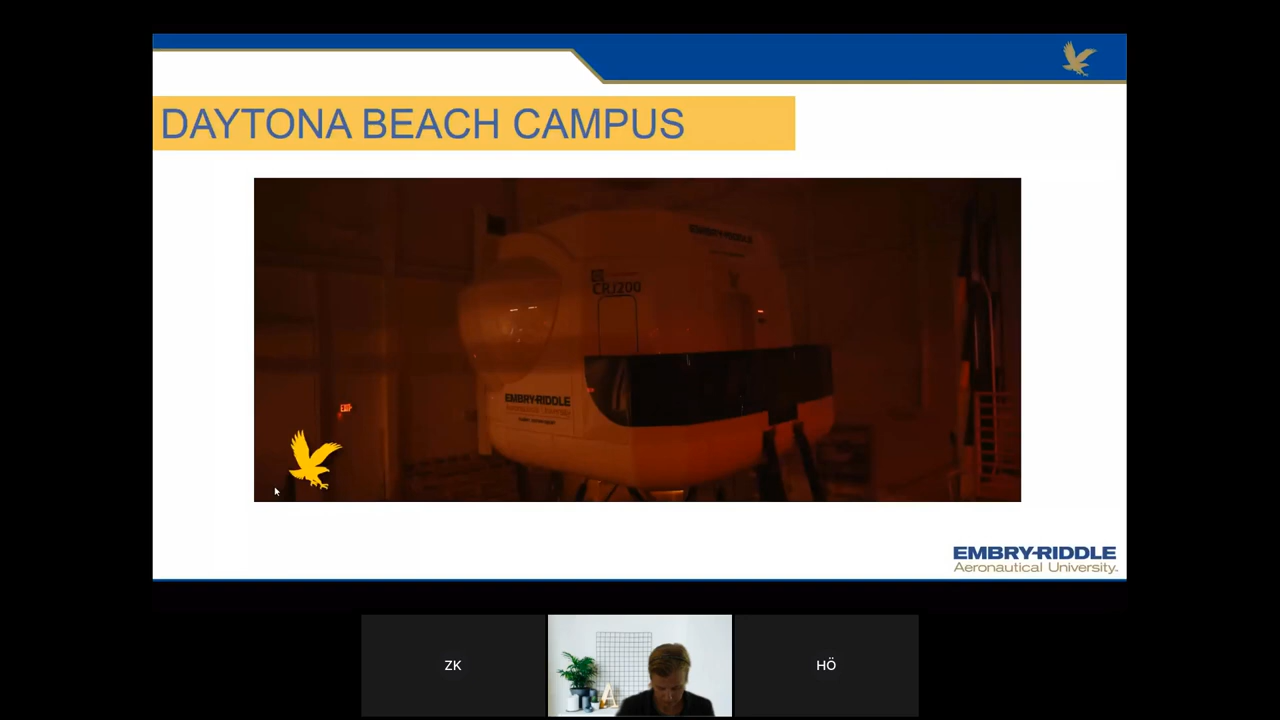 DAYTONA BEACH CAMPUS
EMBRY-RIDDLE
CRJ200
EXIT
EMBRY-RIDDLE
EMBRY-RIDDLE
Aeronautical University.
ZK
A
HÖ